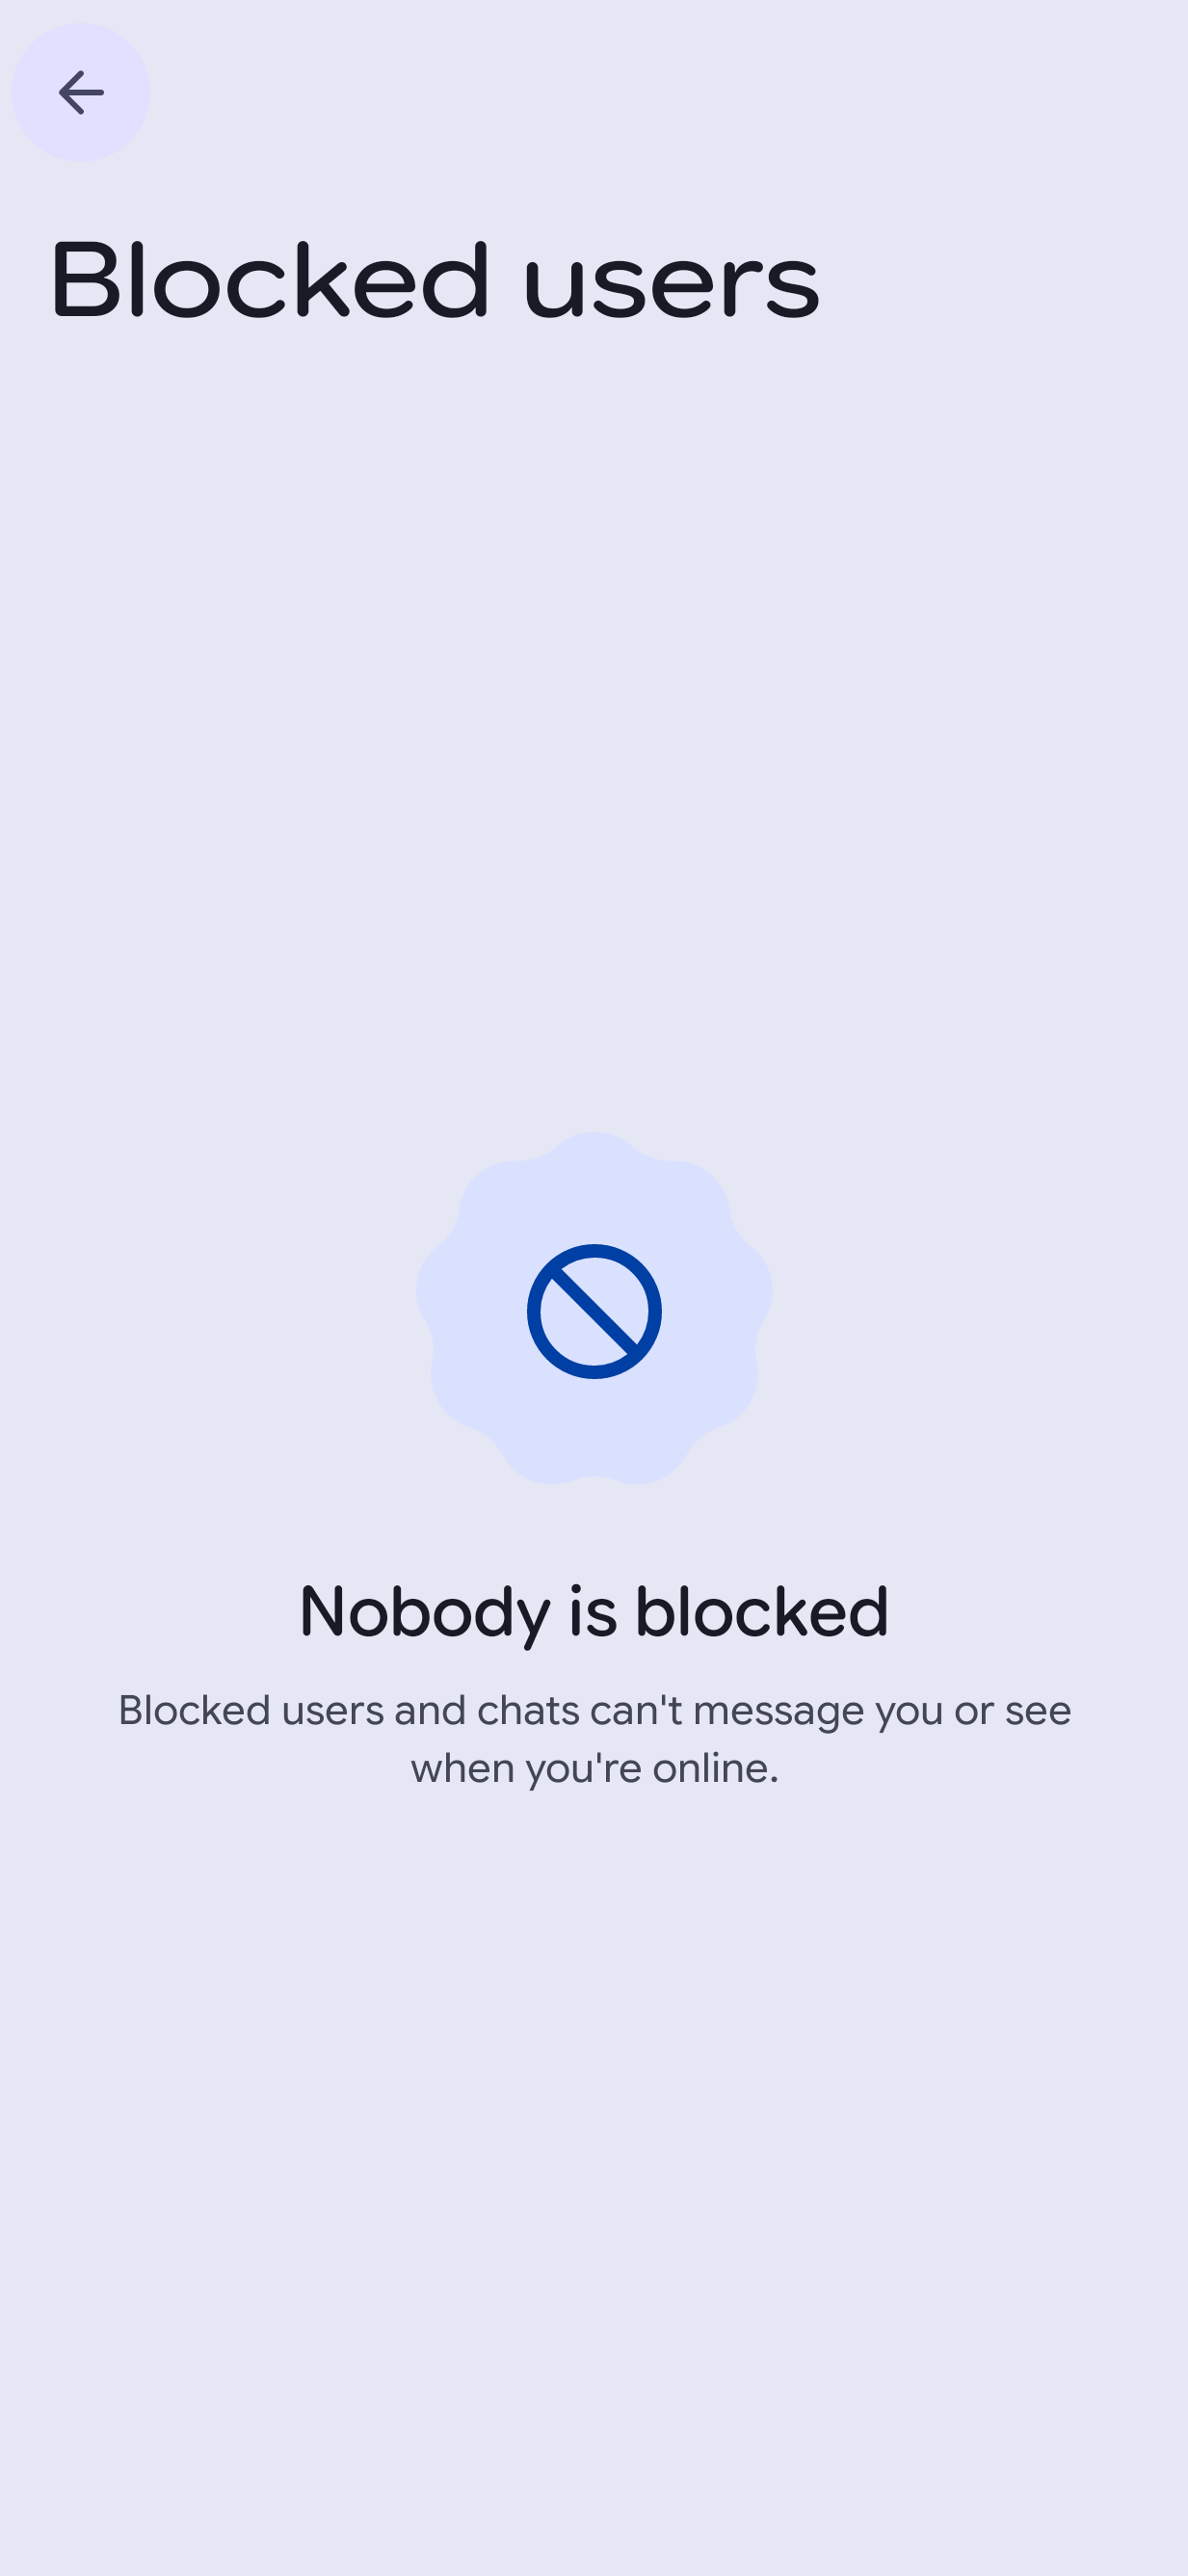 Blocked users
Nobody is blocked
Blocked users and chats can't message you or see
when you're online.